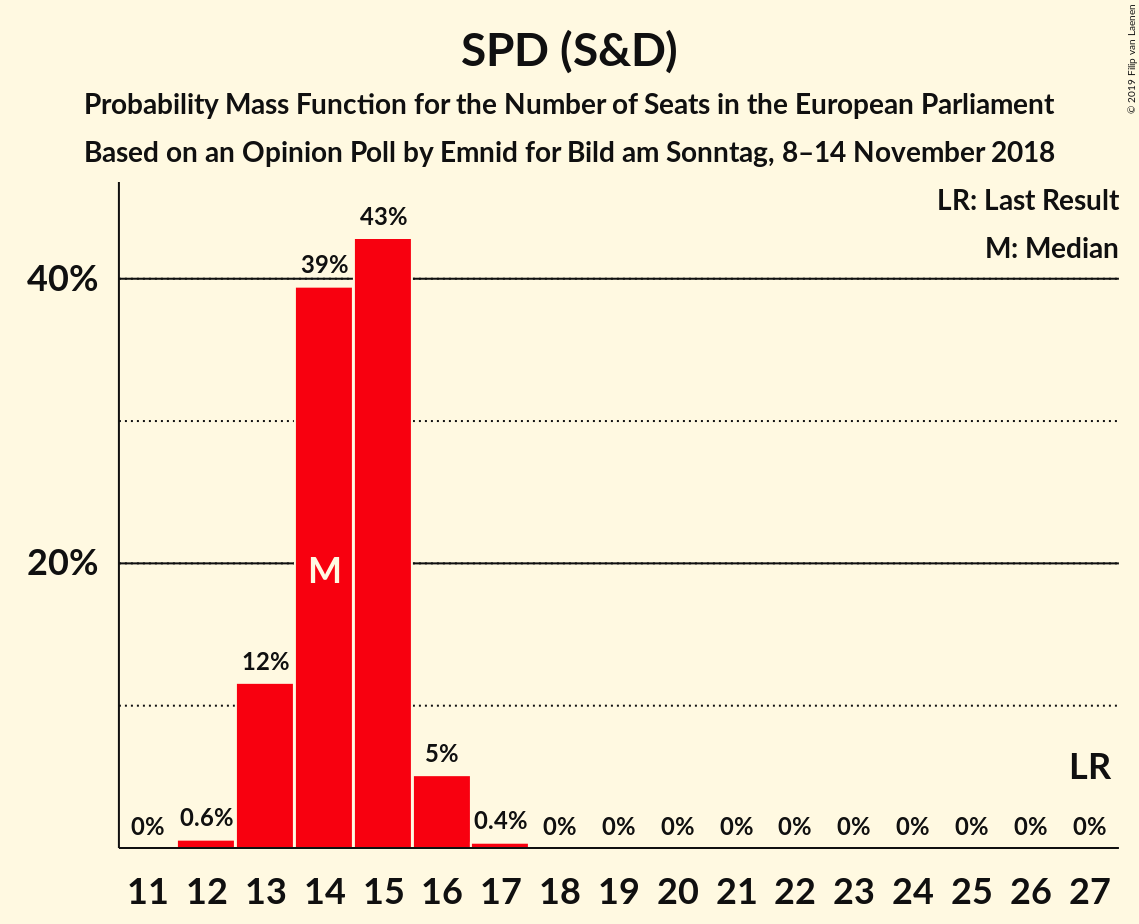 SPD (S&D)
Probability Mass Function for the Number of Seats in the European Parliament
Based on an Opinion Poll by Emnid for Bild am Sonntag, 8–14 November 2018
© 2019 Filip van Laenen
LR: Last Result
M: Median
43%
39%
40%
20%
M
12%
5%
LR
0% 0.6% 0.4% 0% 0% 0% 0% 0% 0% 0% 0% 0% 0%
11 12 13 14 15 16 17 18 19 20 21 22 23 24 25 26 27